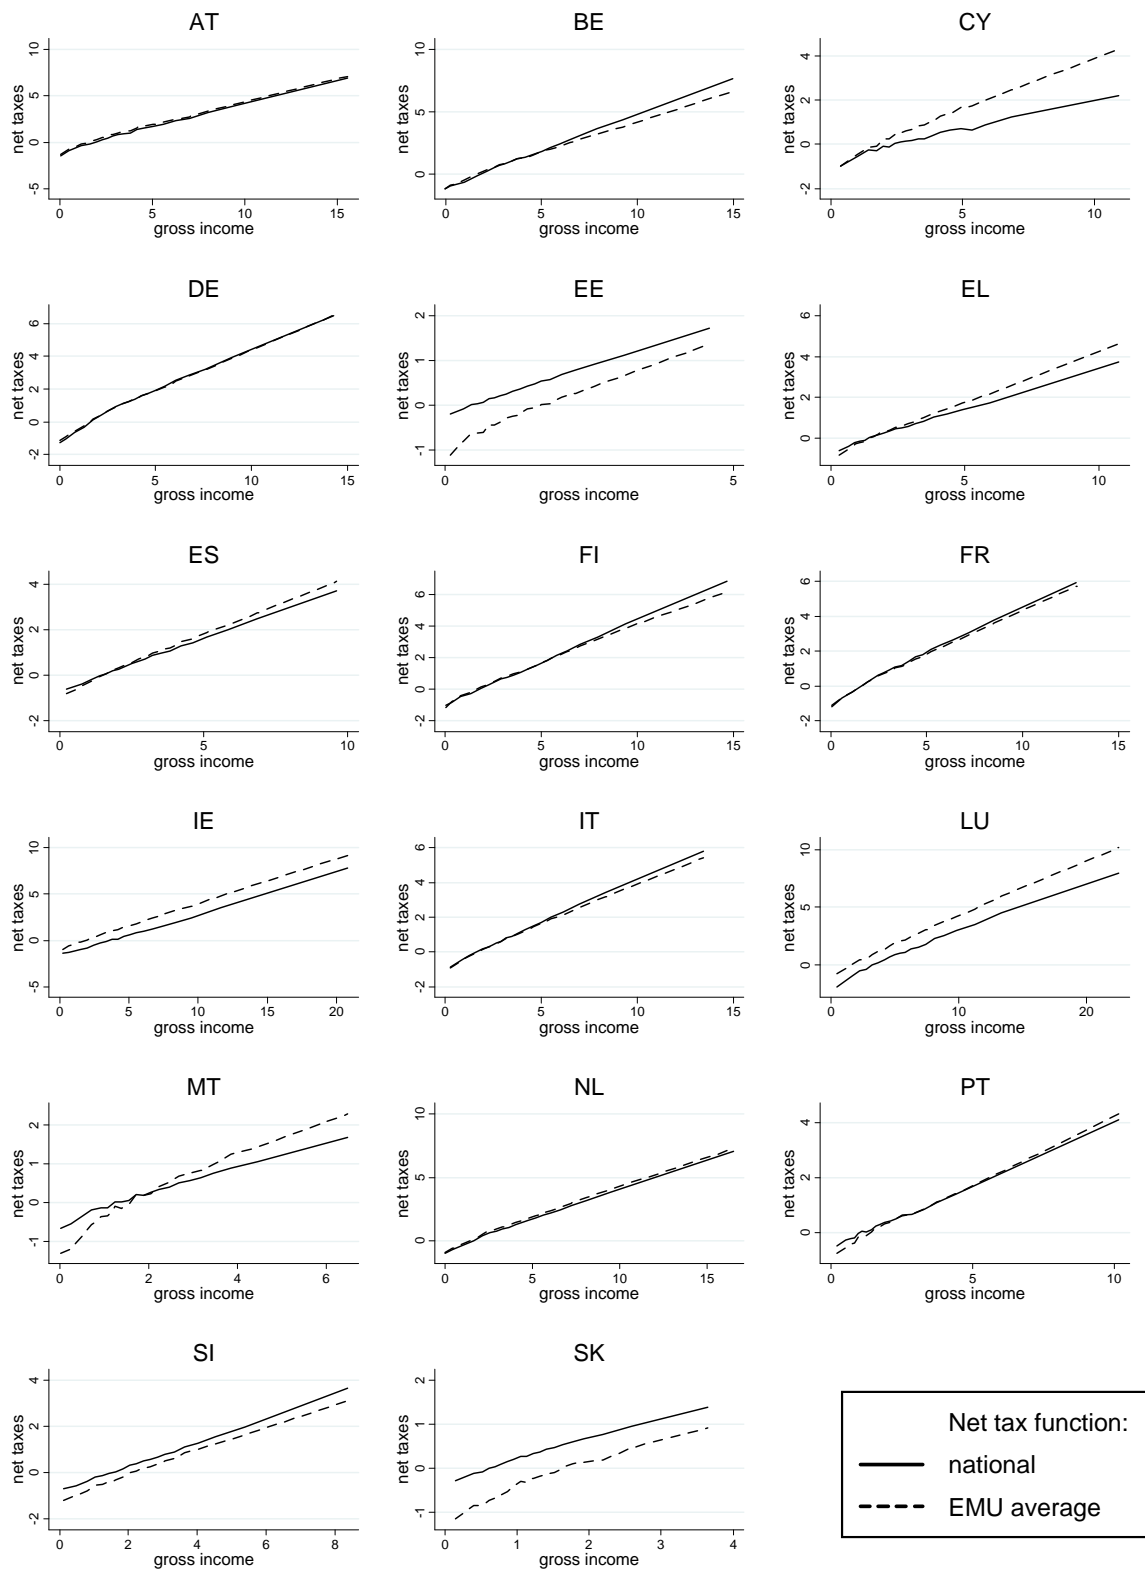 AT
net taxes
-5 0 5 10
0 5 10 15
gross income
BE
net taxes
0 5 10
0 5 10 15
gross income
CY
net taxes
-2 0 2 4
0 5 10
gross income
DE
net taxes
-2 0 2 4 6
0 5 10 15
gross income
EE
net taxes
-1 0 1 2
0 5
gross income
EL
net taxes
0 2 4 6
0 5 10
gross income
ES
net taxes
-2 0 2 4
0 5 10
gross income
FI
net taxes
-2 0 2 4 6
0 5 10 15
gross income
FR
net taxes
-2 0 2 4 6
0 5 10 15
gross income
IE
net taxes
-5 0 5 10
0 5 10 15 20
gross income
IT
net taxes
-2 0 2 4 6
0 5 10 15
gross income
LU
net taxes
0 5 10
0 10 20
gross income
MT
net taxes
-1 0 1 2
0 2 4 6
gross income
NL
net taxes
0 5 10
0 5 10 15
gross income
PT
net taxes
0 2 4
0 5 10
gross income
SI
net taxes
-2 0 2 4
0 2 4 6 8
gross income
SK
net taxes
-1 0 1 2
0 1 2 3 4
gross income
Net tax function:
national
EMU average